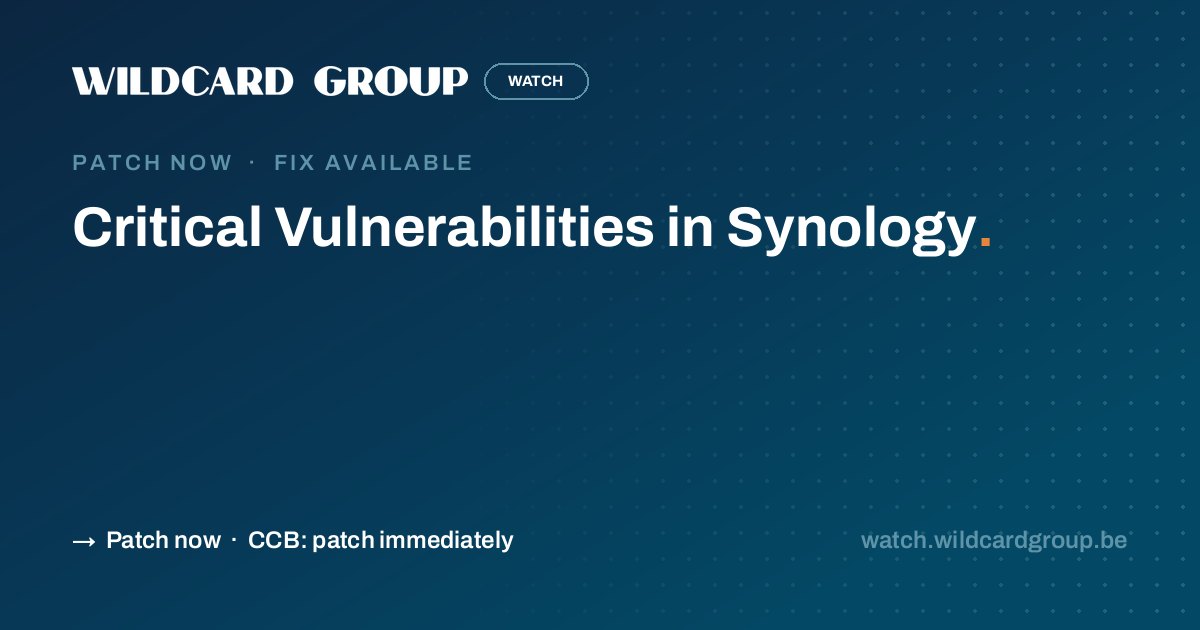 WILDCARD GROUP WATCH
PATCH NOW · FIX AVAILABLE
Critical Vulnerabilities in Synology.
→ Patch now · CCB: patch immediately
watch.wildcardgroup.be